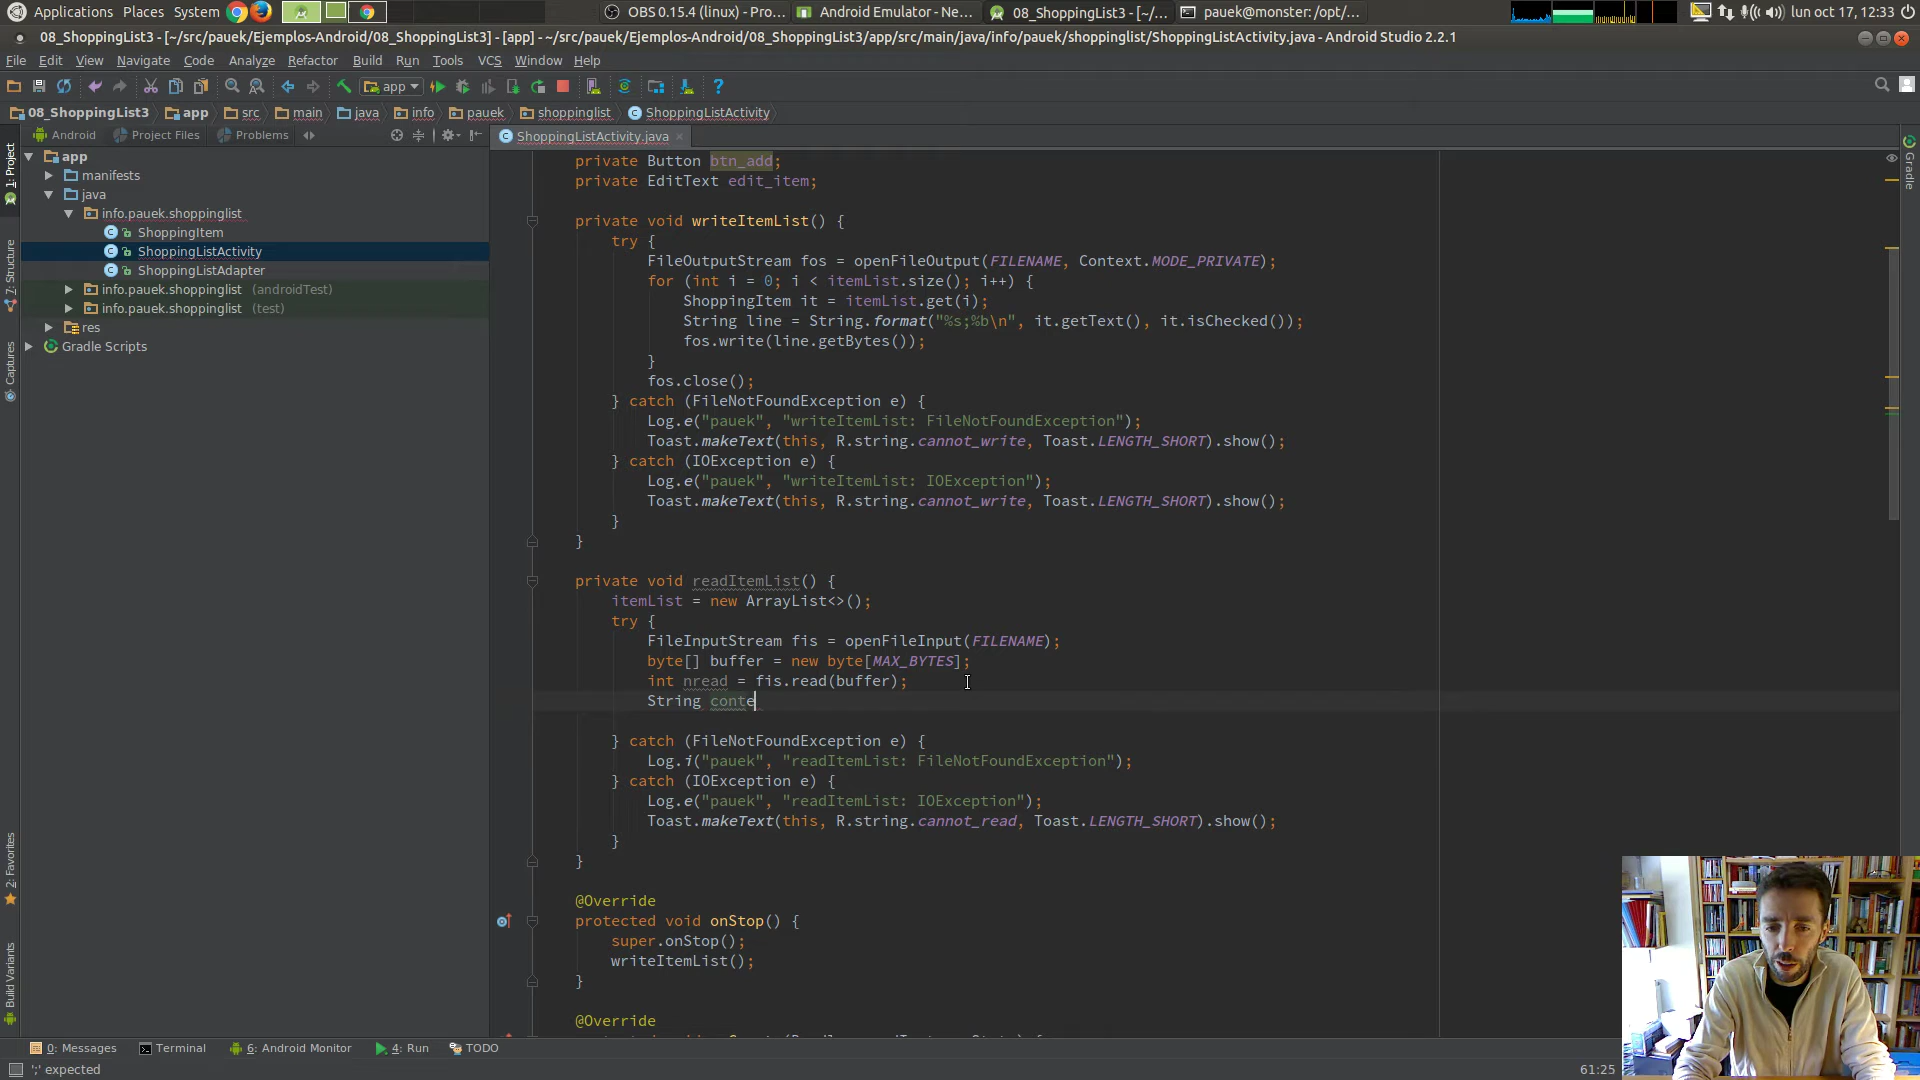 Applications Places System OBS 0.15.4 (linux) - Pro... Android Emulator - Ne... 08_ShoppingList3 - [~/... pauek@monster: /opt/... lun oct 17, 12:33
08_ShoppingList3 - [~/src/pauek/Ejemplos-Android/08_ShoppingList3] - [app] - ~/src/pauek/Ejemplos-Android/08_ShoppingList3/app/src/main/java/info/pauek/shoppinglist/ShoppingListActivity.java - Android Studio 2.2.1
File Edit View Navigate Code Analyze Refactor Build Run Tools VCS Window Help
app
08_ShoppingList3 app src main java info pauek shoppinglist ShoppingListActivity
Android Project Files Problems
ShoppingListActivity.java
1: Project
7: Structure
Captures
2: Favorites
Build Variants
Gradle
app
manifests
java
info.pauek.shoppinglist
ShoppingItem
ShoppingListActivity
ShoppingListAdapter
info.pauek.shoppinglist (androidTest)
info.pauek.shoppinglist (test)
res
Gradle Scripts
private Button btn_add;
private EditText edit_item;
private void writeItemList() {
try {
FileOutputStream fos = openFileOutput(FILENAME, Context.MODE_PRIVATE);
for (int i = 0; i < itemList.size(); i++) {
ShoppingItem it = itemList.get(i);
String line = String.format("%s;%b\n", it.getText(), it.isChecked());
fos.write(line.getBytes());
}
fos.close();
} catch (FileNotFoundException e) {
Log.e("pauek", "writeItemList: FileNotFoundException");
Toast.makeText(this, R.string.cannot_write, Toast.LENGTH_SHORT).show();
} catch (IOException e) {
Log.e("pauek", "writeItemList: IOException");
Toast.makeText(this, R.string.cannot_write, Toast.LENGTH_SHORT).show();
}
}
private void readItemList() {
itemList = new ArrayList<>();
try {
FileInputStream fis = openFileInput(FILENAME);
byte[] buffer = new byte[MAX_BYTES];
int nread = fis.read(buffer);
String conte
} catch (FileNotFoundException e) {
Log.i("pauek", "readItemList: FileNotFoundException");
} catch (IOException e) {
Log.e("pauek", "readItemList: IOException");
Toast.makeText(this, R.string.cannot_read, Toast.LENGTH_SHORT).show();
}
}
@Override
protected void onStop() {
super.onStop();
writeItemList();
}
@Override
0: Messages Terminal 6: Android Monitor 4: Run TODO
';' expected 61:25